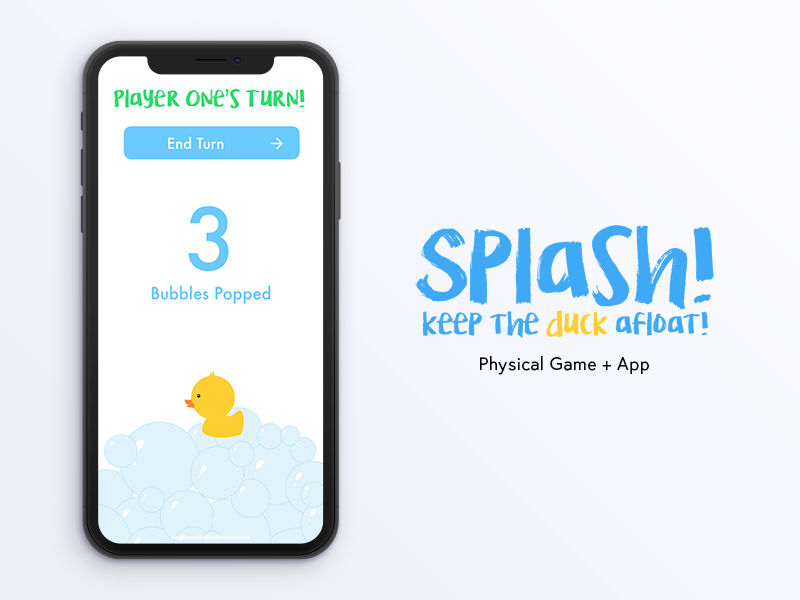 Player One's Turn!
End Turn
3
Bubbles Popped
Splash!
keep the duck afloat!
Physical Game + App